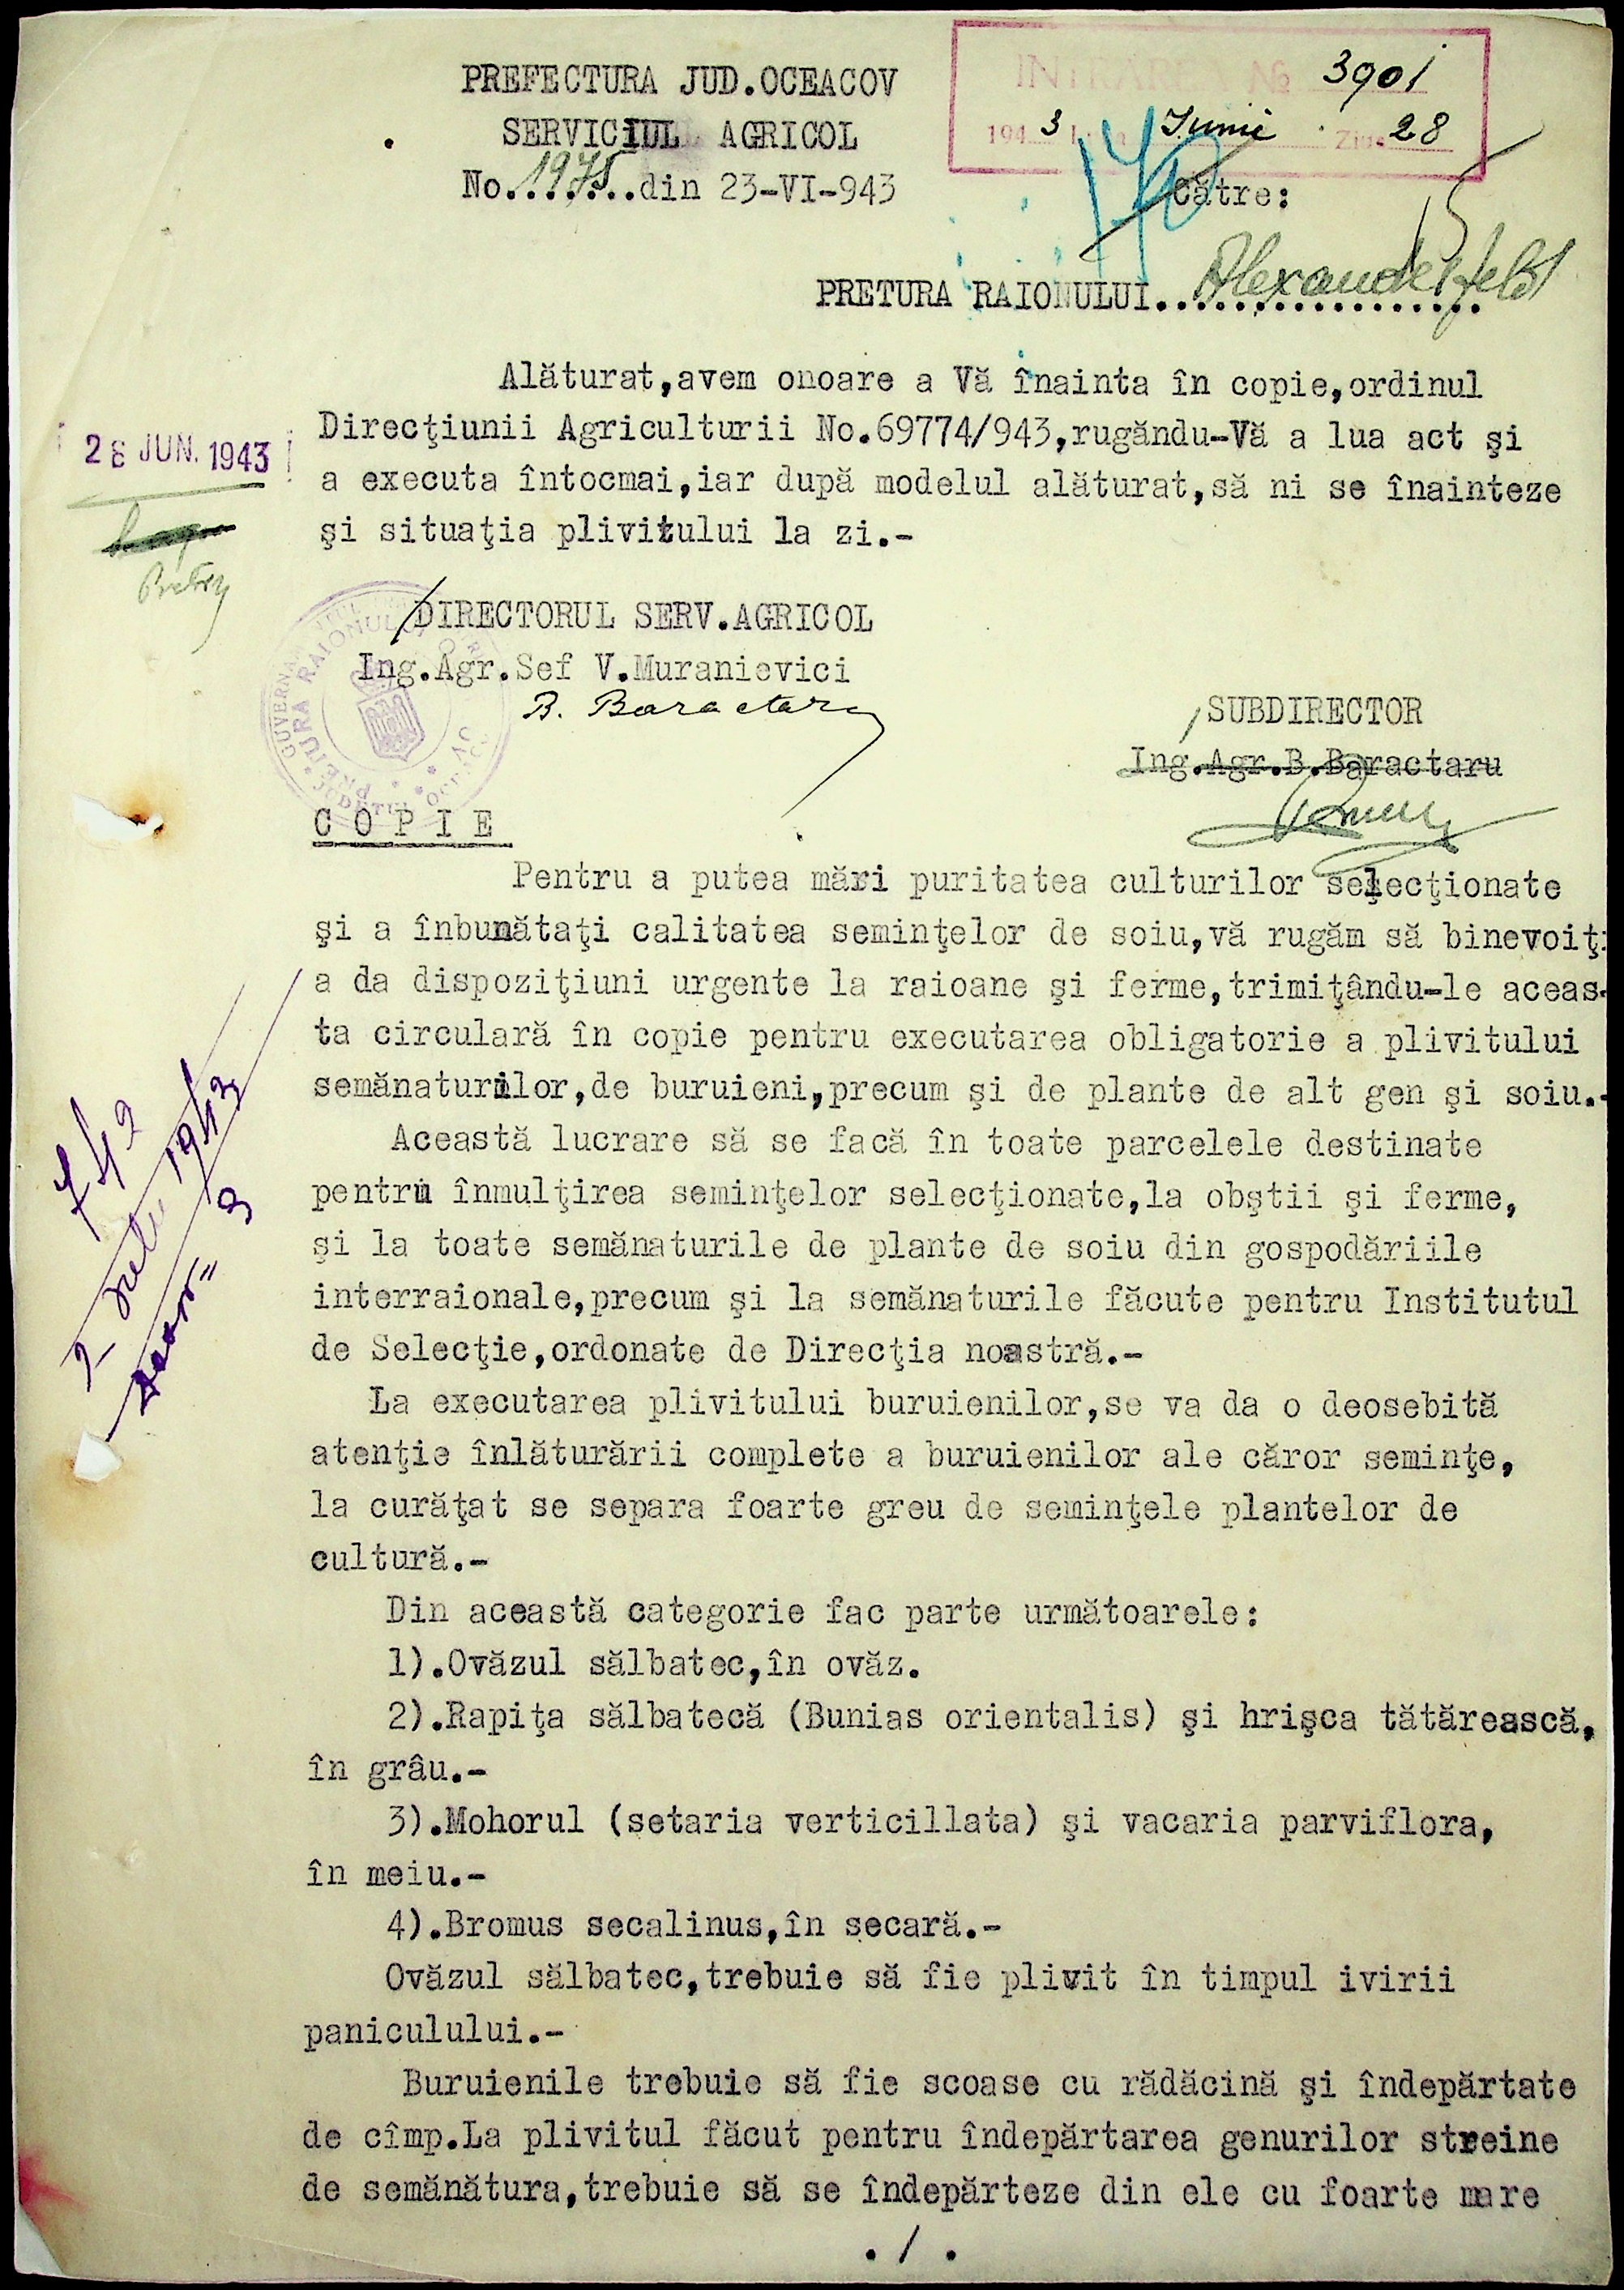 PREFECTURA JUD.OCEACOV
SERVICIUL AGRICOL
No.1975..din 23-VI-943
INTRARE No 3901
1943 Luna Iunie Ziua 28
Către:
PRETURA RAIONULUI Alexanderfeld
Alăturat,avem onoare a Vă înainta în copie,ordinul
Direcţiunii Agriculturii No.69774/943,rugându-Vă a lua act şi
a executa întocmai,iar după modelul alăturat,să ni se înainteze
şi situaţia plivitului la zi.-
28 JUN. 1943
DIRECTORUL SERV.AGRICOL
Ing.Agr.Sef V.Muranievici
B. Baractaru
SUBDIRECTOR
Ing.Agr.B.Baractaru
C O P I E
Pentru a putea mări puritatea culturilor selecţionate
şi a înbunătaţi calitatea seminţelor de soiu,vă rugăm să binevoiţi
a da dispoziţiuni urgente la raioane şi ferme,trimiţându-le aceas-
ta circulară în copie pentru executarea obligatorie a plivitului
semănaturilor,de buruieni,precum şi de plante de alt gen şi soiu.-
742
2 1943
Această lucrare să se facă în toate parcelele destinate
pentru înmulţirea seminţelor selecţionate,la obştii şi ferme,
şi la toate semănaturile de plante de soiu din gospodăriile
interraionale,precum şi la semănaturile făcute pentru Institutul
de Selecţie,ordonate de Direcţia noastră.-
La executarea plivitului buruienilor,se va da o deosebită
atenţie înlăturării complete a buruienilor ale căror seminţe,
la curăţat se separa foarte greu de seminţele plantelor de
cultură.-
Din această categorie fac parte următoarele:
1).Ovăzul sălbatec,în ovăz.
2).Rapiţa sălbatecă (Bunias orientalis) şi hrişca tătărească,
în grâu.-
3).Mohorul (setaria verticillata) şi vacaria parviflora,
în meiu.-
4).Bromus secalinus,în secară.-
Ovăzul sălbatec,trebuie să fie plivit în timpul ivirii
paniculului.-
Buruienile trebuie să fie scoase cu rădăcină şi îndepărtate
de cîmp.La plivitul făcut pentru îndepărtarea genurilor streine
de semănătura,trebuie să se îndepărteze din ele cu foarte mare
./.